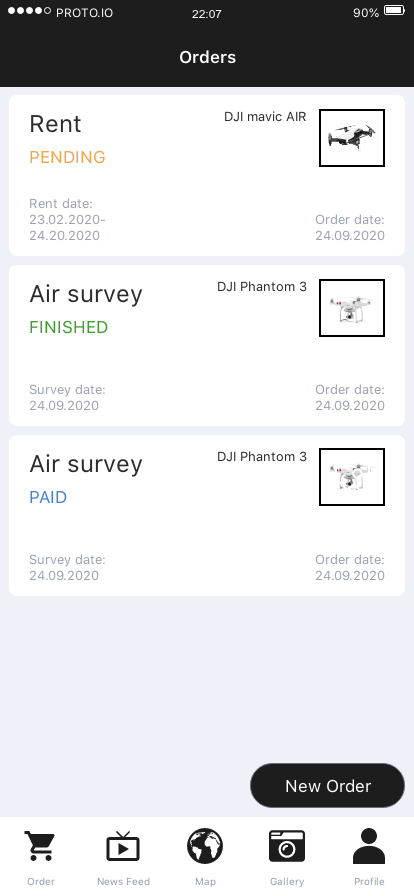 PROTO.IO 22:07 90%
Orders
Rent DJI mavic AIR
PENDING
Rent date:
23.02.2020-
24.20.2020
Order date:
24.09.2020
Air survey DJI Phantom 3
FINISHED
Survey date:
24.09.2020
Order date:
24.09.2020
Air survey DJI Phantom 3
PAID
Survey date:
24.09.2020
Order date:
24.09.2020
New Order
Order News Feed Map Gallery Profile